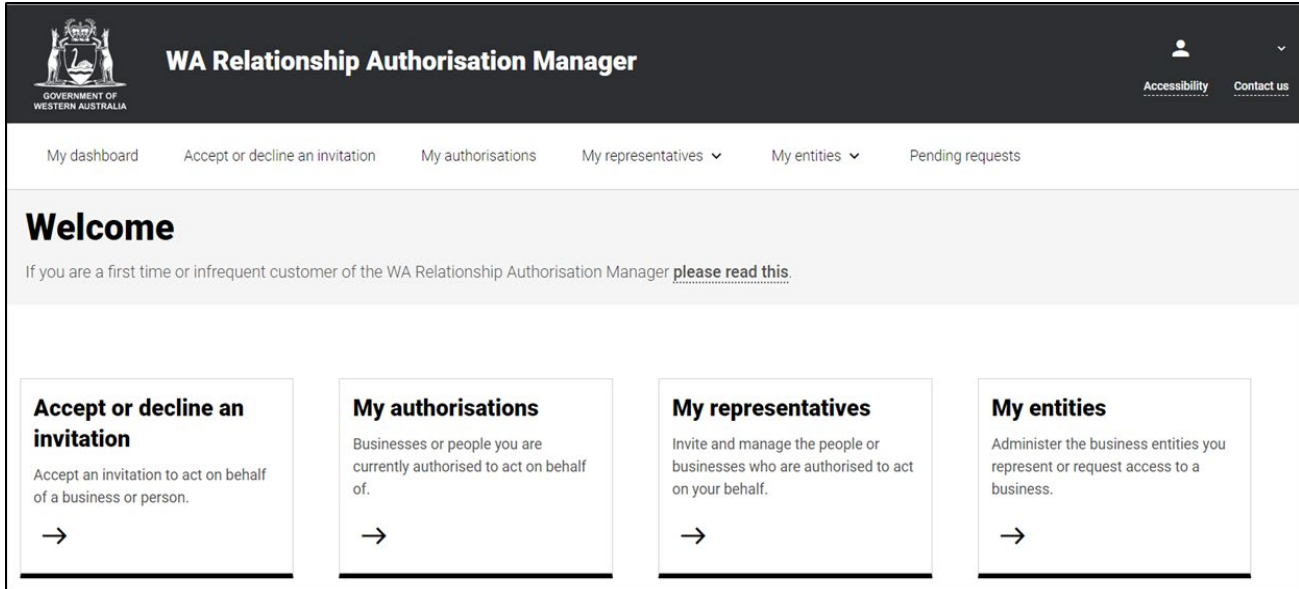 WA Relationship Authorisation Manager
GOVERNMENT OF
WESTERN AUSTRALIA
Accessibility
Contact us
My dashboard
Accept or decline an invitation
My authorisations
My representatives
My entities
Pending requests
Welcome
If you are a first time or infrequent customer of the WA Relationship Authorisation Manager please read this.
Accept or decline an
invitation
Accept an invitation to act on behalf
of a business or person.
My authorisations
Businesses or people you are
currently authorised to act on behalf
of.
My representatives
Invite and manage the people or
businesses who are authorised to act
on your behalf.
My entities
Administer the business entities you
represent or request access to a
business.